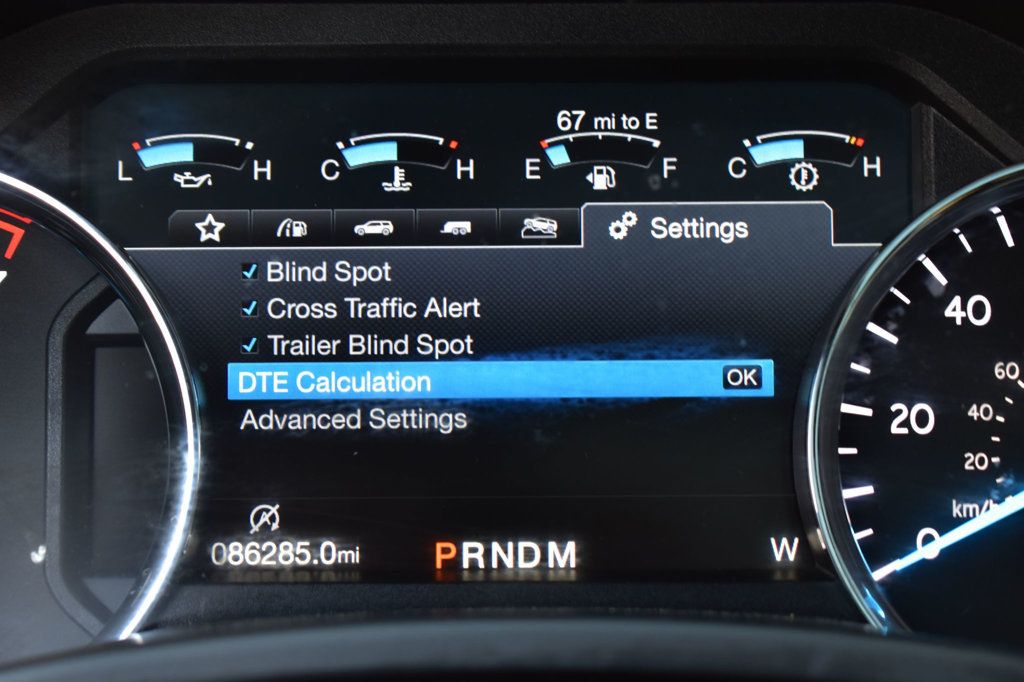 67 mi to E
L H C H E F C H
Settings
Blind Spot
Cross Traffic Alert
Trailer Blind Spot
DTE Calculation OK
Advanced Settings
086285.0mi PRNDM W
40
20
0
60
40
20
km/h